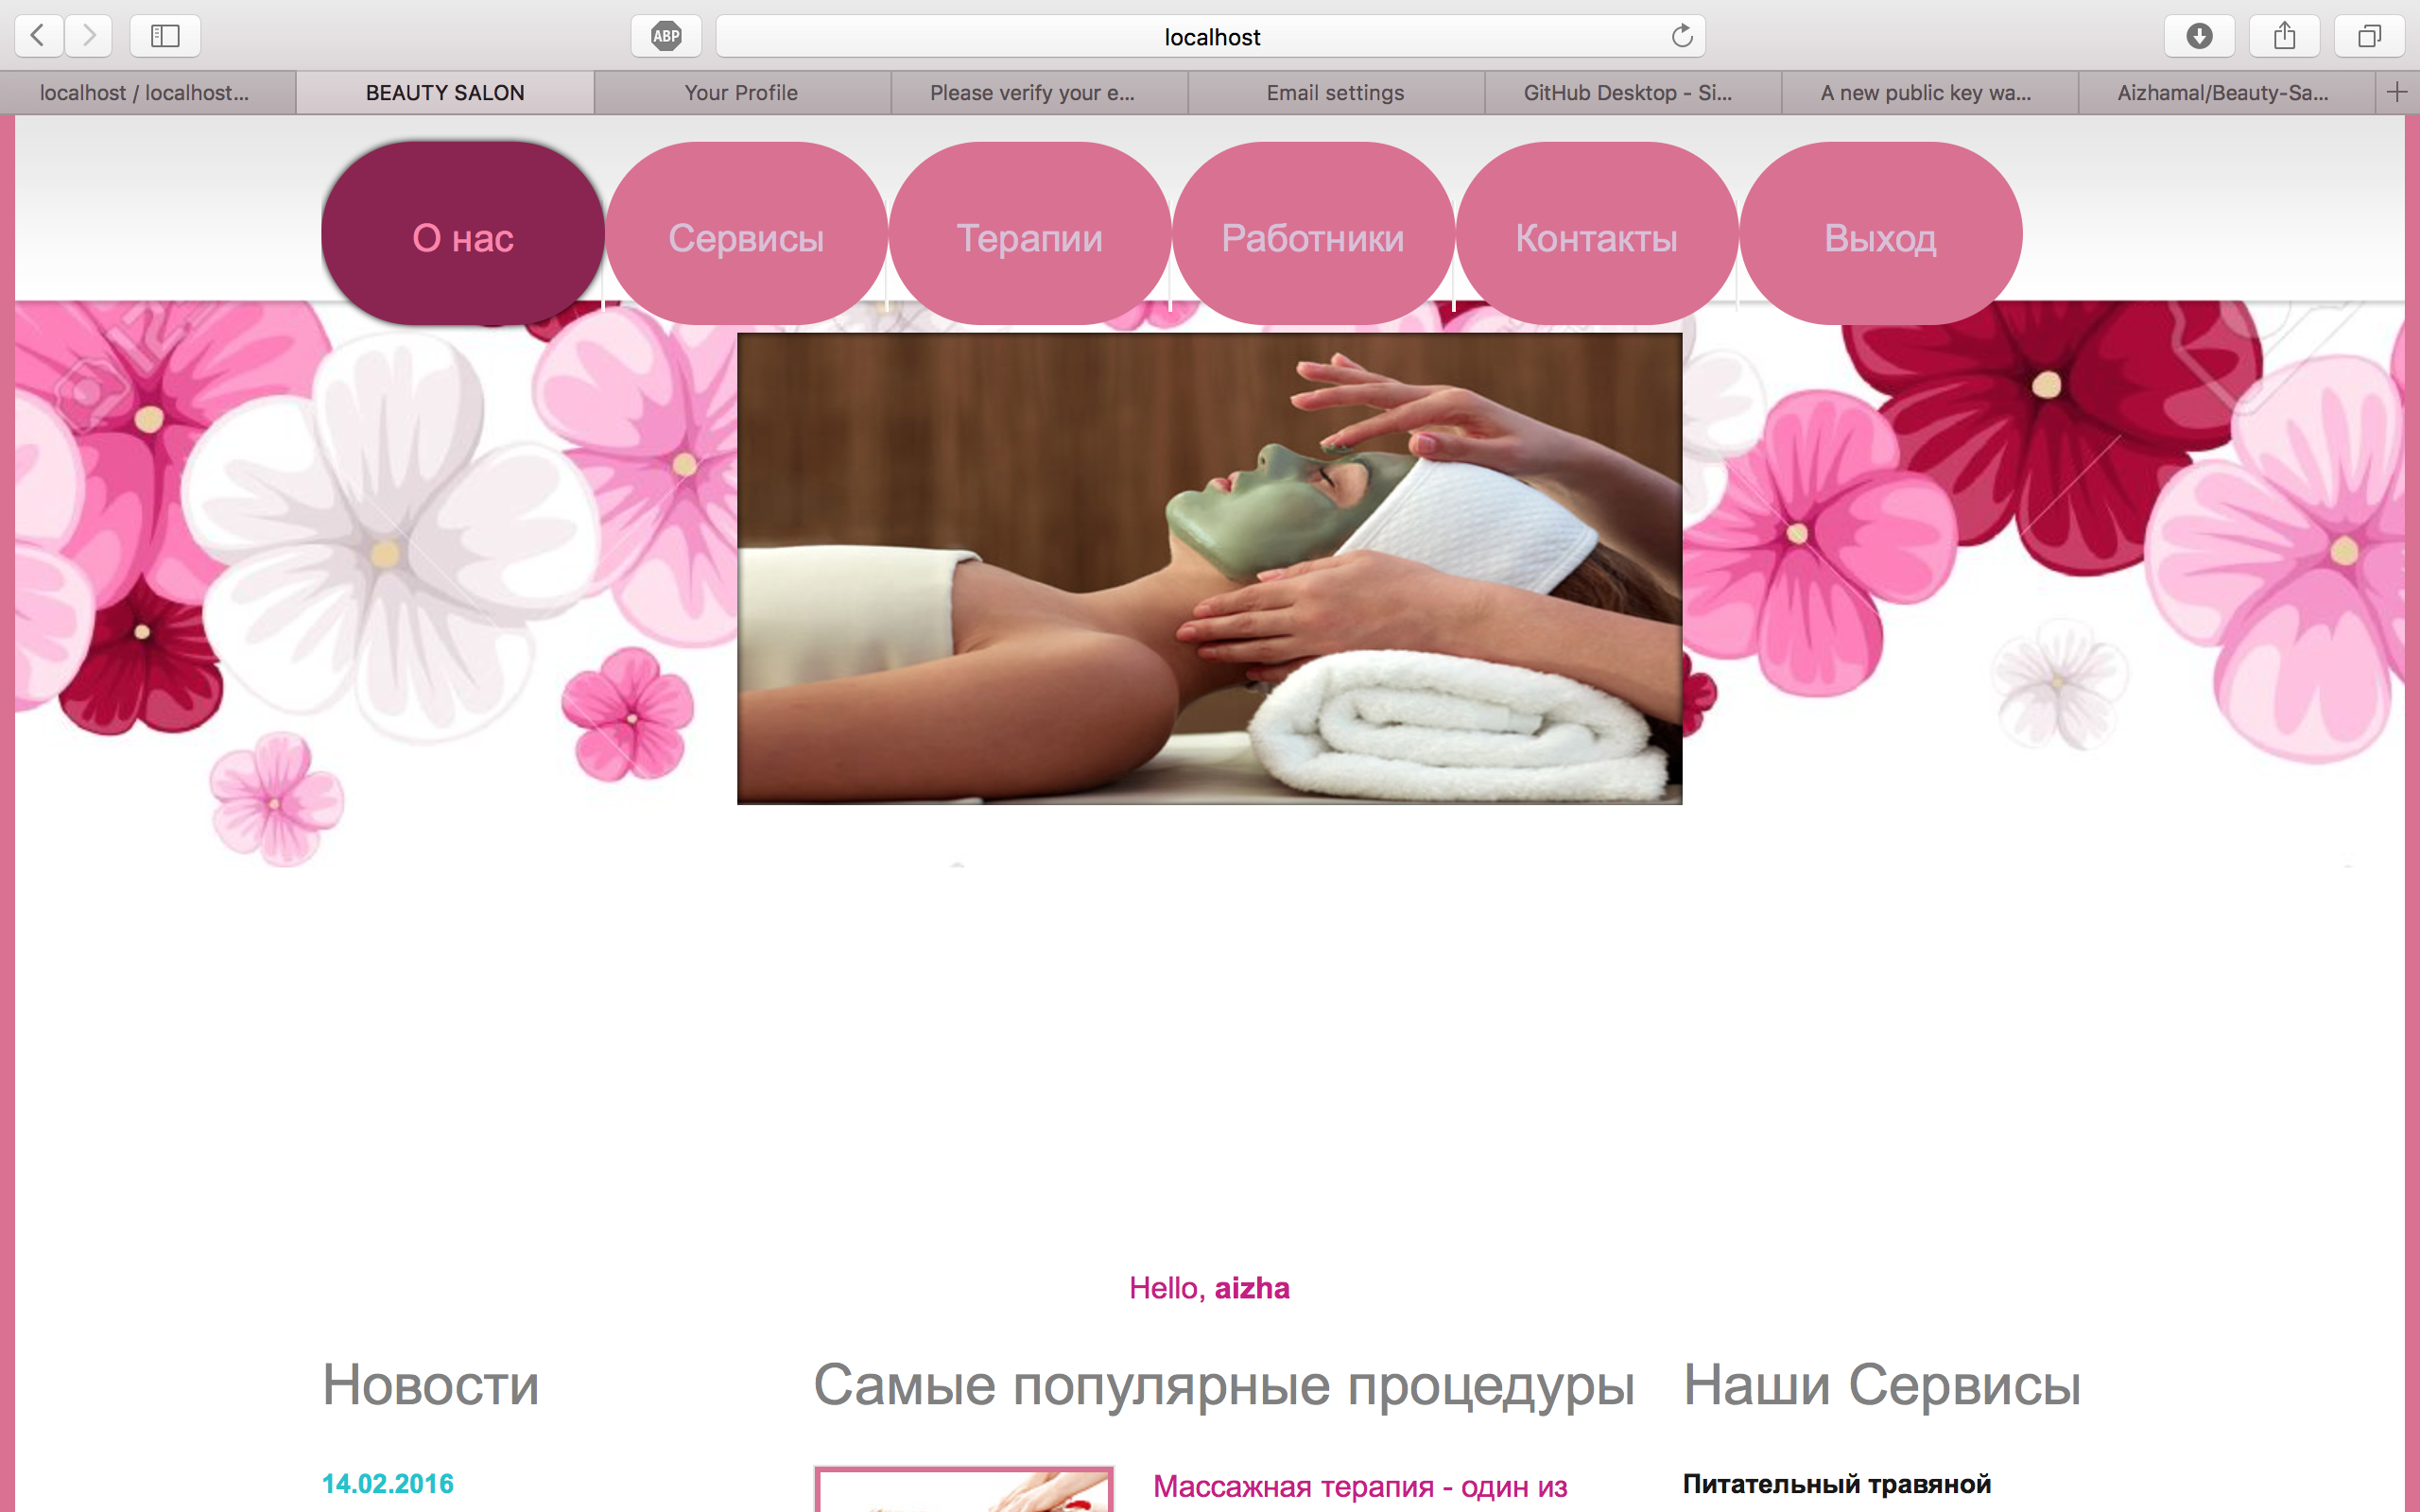 ABP
localhost
localhost / localhost...
BEAUTY SALON
Your Profile
Please verify your e...
Email settings
GitHub Desktop - Si...
A new public key wa...
Aizhamal/Beauty-Sa...
О нас
Сервисы
Терапии
Работники
Контакты
Выход
Hello, aizha
Новости
Самые популярные процедуры
Наши Сервисы
14.02.2016
Массажная терапия - один из
Питательный травяной